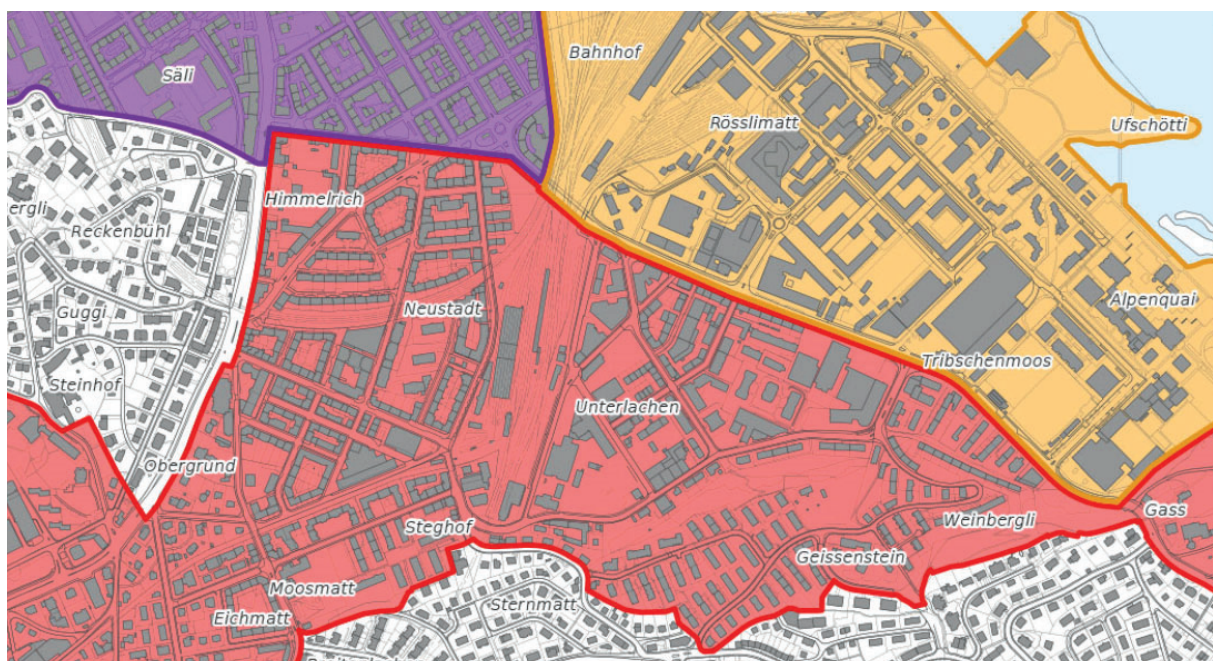 Bahnhof
Säli
Rösslimatt
Ufschötti
Himmelrich
ergli
Reckenbühl
Alpenquai
Neustadt
Guggi
Tribschenmoos
Steinhof
Unterlachen
Obergrund
Gass
Weinbergli
Steghof
Geissenstein
Moosmatt
Sternmatt
Eichmatt